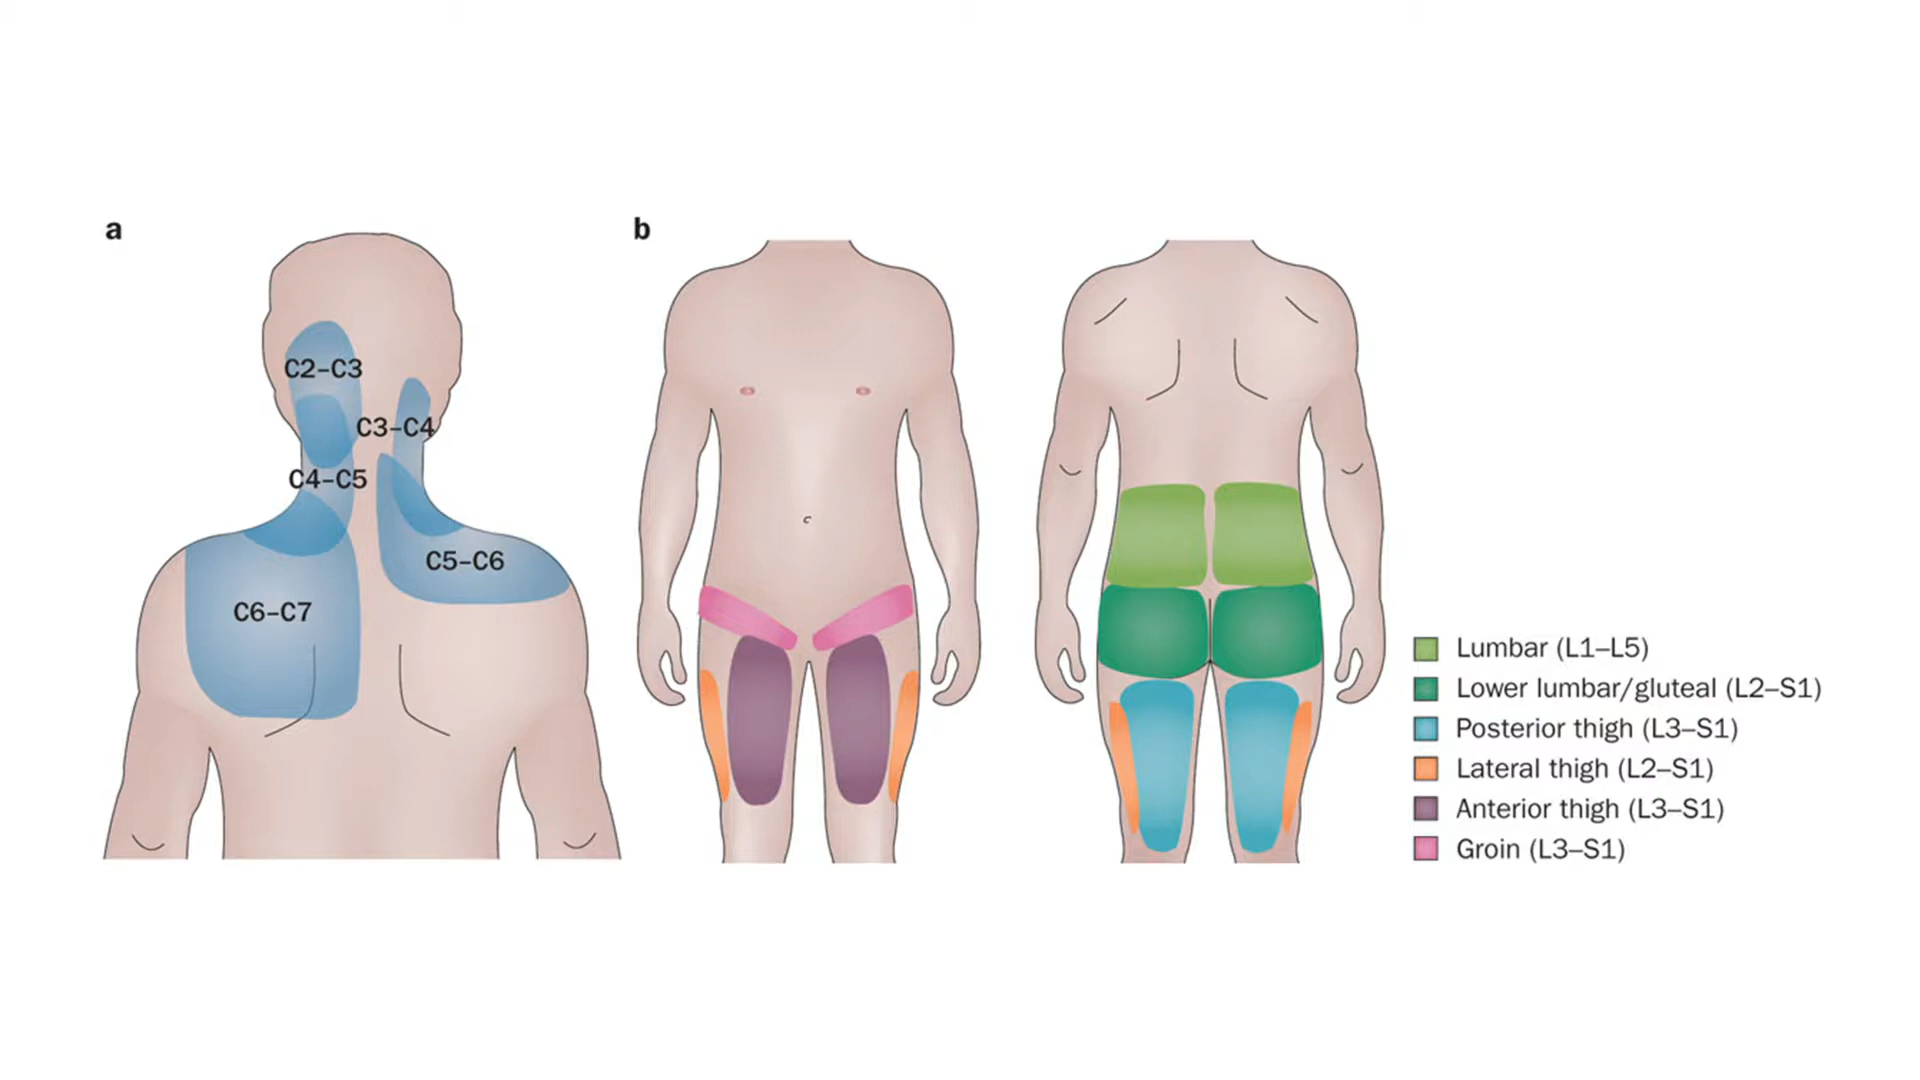 a
b
C2–C3
C3–C4
C4–C5
C5–C6
C6–C7
Lumbar (L1–L5)
Lower lumbar/gluteal (L2–S1)
Posterior thigh (L3–S1)
Lateral thigh (L2–S1)
Anterior thigh (L3–S1)
Groin (L3–S1)